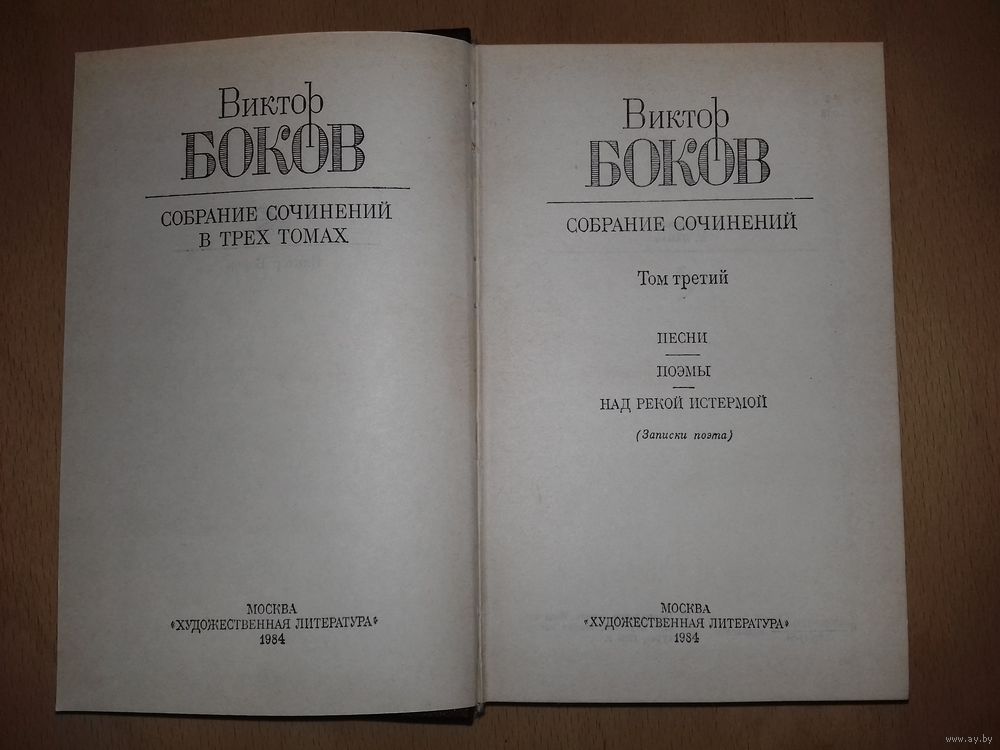 Виктор
БОКОВ
СОБРАНИЕ СОЧИНЕНИЙ
В ТРЕХ ТОМАХ
МОСКВА
«ХУДОЖЕСТВЕННАЯ ЛИТЕРАТУРА»
1984
Виктор
БОКОВ
СОБРАНИЕ СОЧИНЕНИЙ
Том третий
ПЕСНИ
ПОЭМЫ
НАД РЕКОЙ ИСТЕРМОЙ
(Записки поэта)
МОСКВА
«ХУДОЖЕСТВЕННАЯ ЛИТЕРАТУРА»
1984
www.ay.by